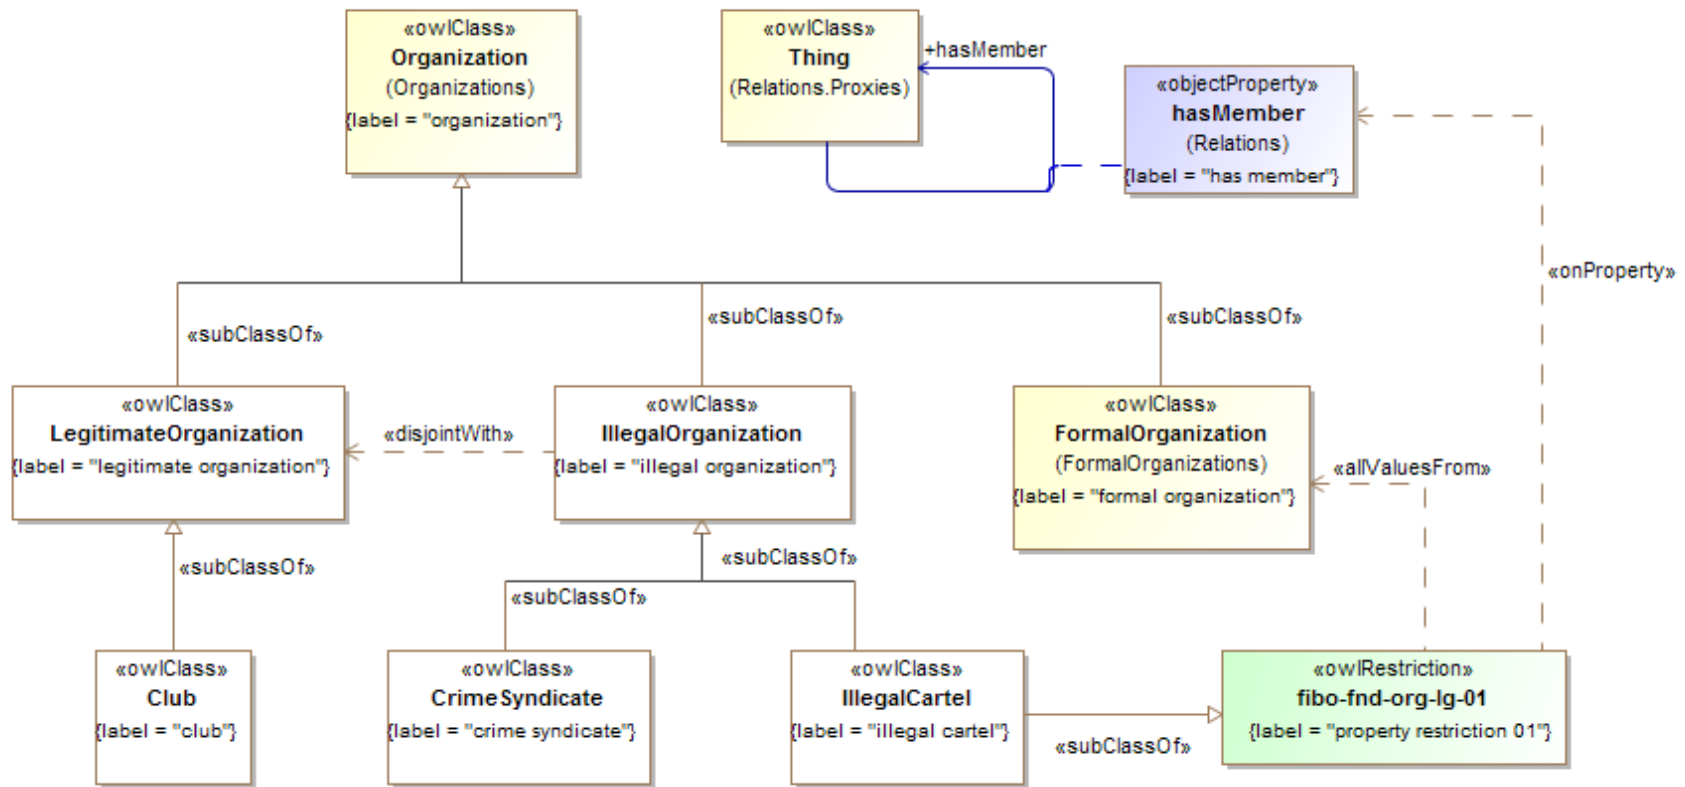 «owlClass»
Organization
(Organizations)
{label = "organization"}
«owlClass»
Thing
(Relations.Proxies)
+hasMember
«objectProperty»
hasMember
(Relations)
{label = "has member"}
«onProperty»
«subClassOf»
«subClassOf»
«subClassOf»
«owlClass»
LegitimateOrganization
{label = "legitimate organization"}
«disjointWith»
«owlClass»
IllegalOrganization
{label = "illegal organization"}
«owlClass»
FormalOrganization
(FormalOrganizations)
{label = "formal organization"}
«allValuesFrom»
«subClassOf»
«subClassOf»
«subClassOf»
«owlClass»
Club
{label = "club"}
«owlClass»
CrimeSyndicate
{label = "crime syndicate"}
«owlClass»
IllegalCartel
{label = "illegal cartel"}
«subClassOf»
«owlRestriction»
fibo-fnd-org-lg-01
{label = "property restriction 01"}